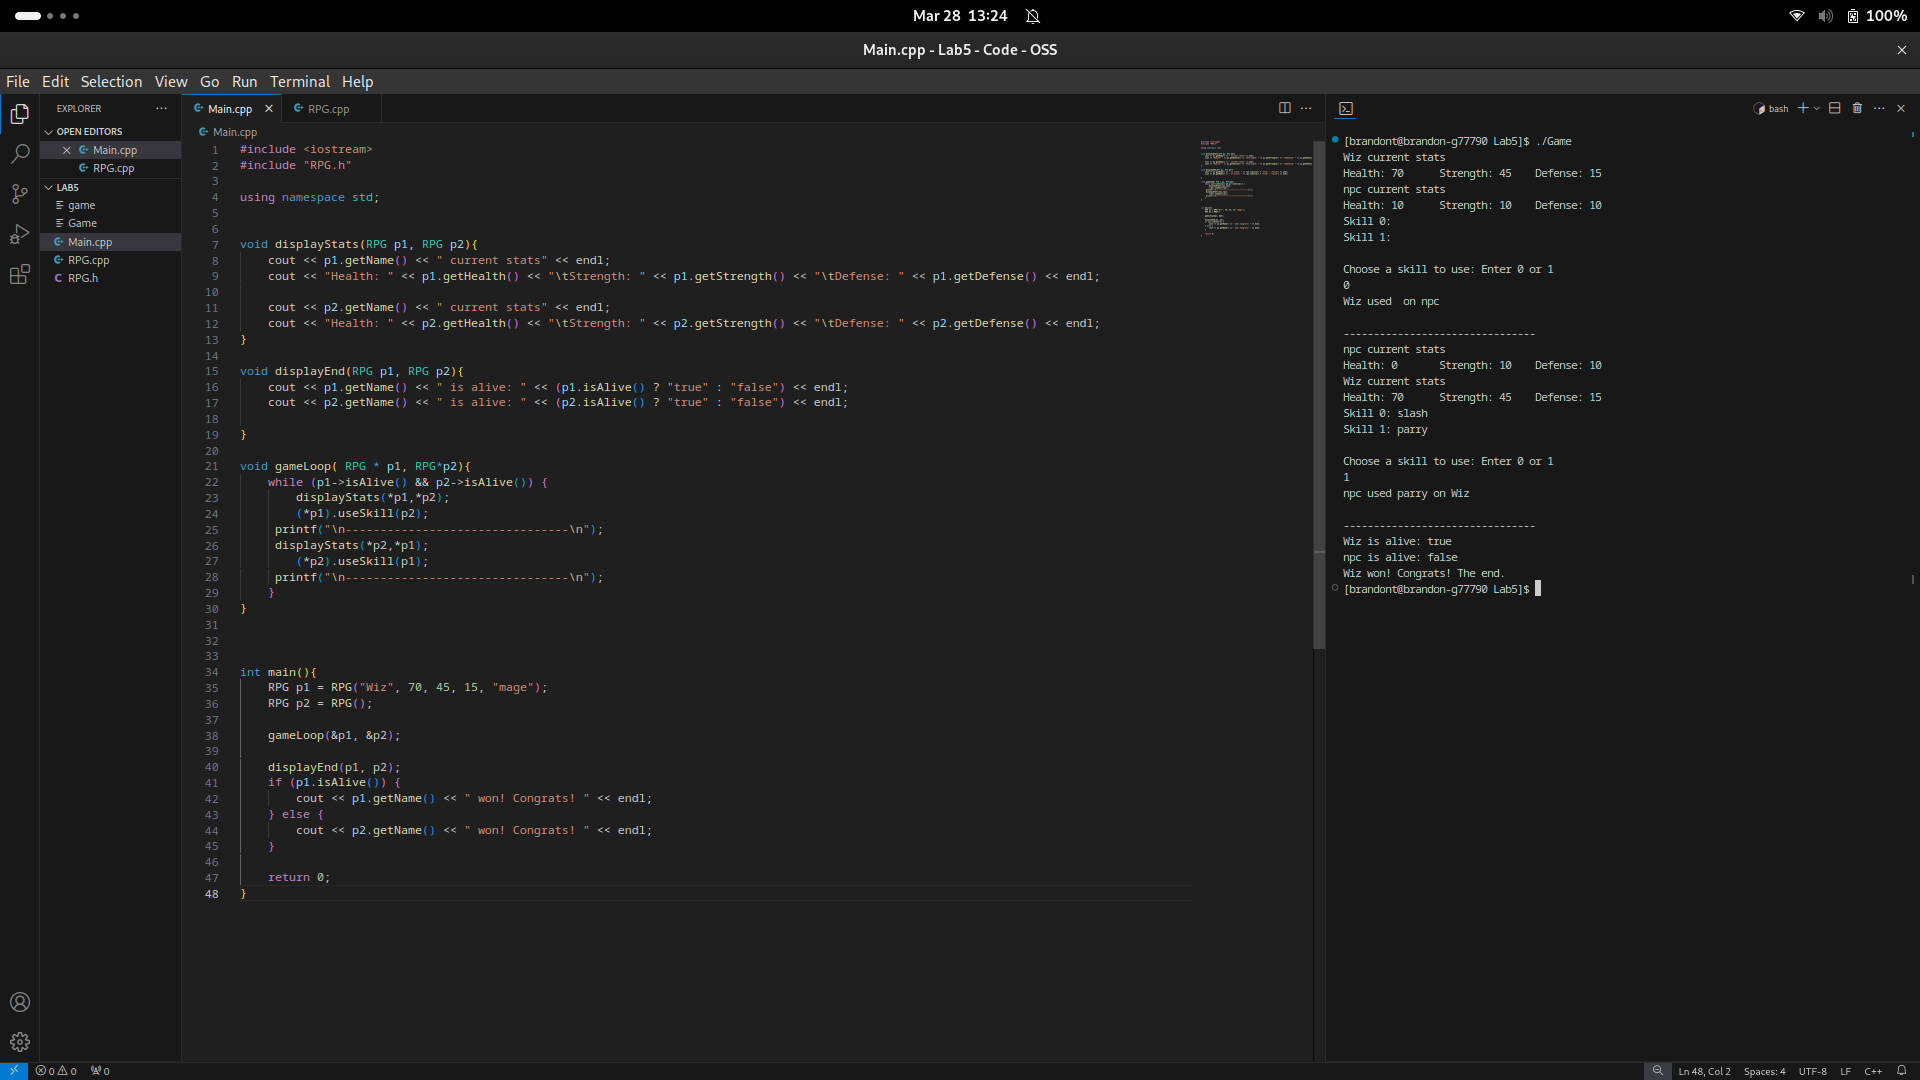 Mar 28 13:24
100%
Main.cpp - Lab5 - Code - OSS
File Edit Selection View Go Run Terminal Help
EXPLORER
OPEN EDITORS
Main.cpp
RPG.cpp
LAB5
game
Game
Main.cpp
RPG.cpp
RPG.h
Main.cpp RPG.cpp
Main.cpp
1 #include <iostream>
2 #include "RPG.h"
3
4 using namespace std;
5
6
7 void displayStats(RPG p1, RPG p2){
8 cout << p1.getName() << " current stats" << endl;
9 cout << "Health: " << p1.getHealth() << "\tStrength: " << p1.getStrength() << "\tDefense: " << p1.getDefense() << endl;
10
11 cout << p2.getName() << " current stats" << endl;
12 cout << "Health: " << p2.getHealth() << "\tStrength: " << p2.getStrength() << "\tDefense: " << p2.getDefense() << endl;
13 }
14
15 void displayEnd(RPG p1, RPG p2){
16 cout << p1.getName() << " is alive: " << (p1.isAlive() ? "true" : "false") << endl;
17 cout << p2.getName() << " is alive: " << (p2.isAlive() ? "true" : "false") << endl;
18
19 }
20
21 void gameLoop( RPG * p1, RPG*p2){
22 while (p1->isAlive() && p2->isAlive()) {
23 displayStats(*p1,*p2);
24 (*p1).useSkill(p2);
25 printf("\n--------------------------------\n");
26 displayStats(*p2,*p1);
27 (*p2).useSkill(p1);
28 printf("\n--------------------------------\n");
29 }
30 }
31
32
33
34 int main(){
35 RPG p1 = RPG("Wiz", 70, 45, 15, "mage");
36 RPG p2 = RPG();
37
38 gameLoop(&p1, &p2);
39
40 displayEnd(p1, p2);
41 if (p1.isAlive()) {
42 cout << p1.getName() << " won! Congrats! " << endl;
43 } else {
44 cout << p2.getName() << " won! Congrats! " << endl;
45 }
46
47 return 0;
48 }
bash
[brandont@brandon-g77790 Lab5]$ ./Game
Wiz current stats
Health: 70 Strength: 45 Defense: 15
npc current stats
Health: 10 Strength: 10 Defense: 10
Skill 0:
Skill 1:
Choose a skill to use: Enter 0 or 1
0
Wiz used  on npc
--------------------------------
npc current stats
Health: 0 Strength: 10 Defense: 10
Wiz current stats
Health: 70 Strength: 45 Defense: 15
Skill 0: slash
Skill 1: parry
Choose a skill to use: Enter 0 or 1
1
npc used parry on Wiz
--------------------------------
Wiz is alive: true
npc is alive: false
Wiz won! Congrats! The end.
[brandont@brandon-g77790 Lab5]$
0 0 0
Ln 48, Col 2 Spaces: 4 UTF-8 LF C++